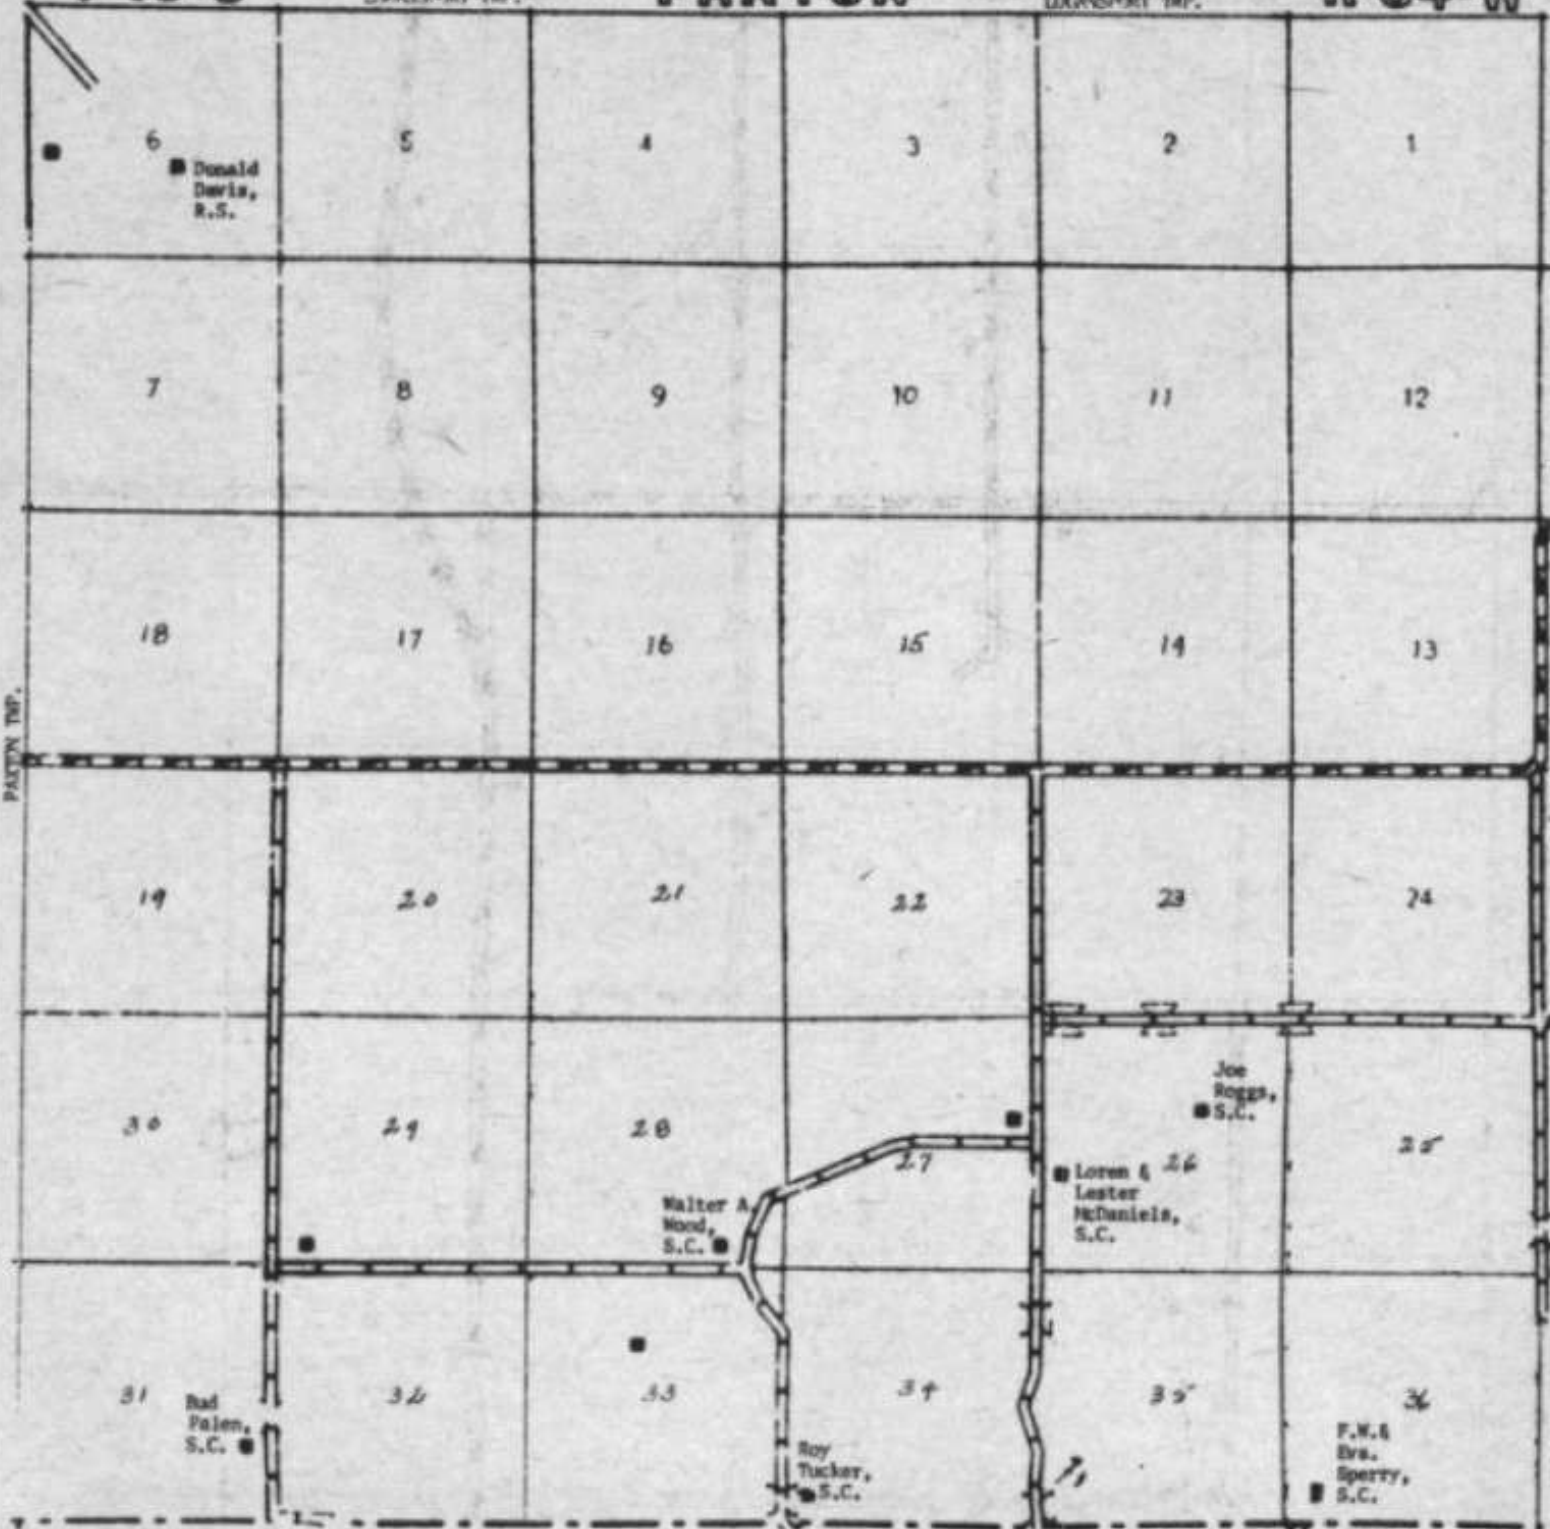 6 5 4 3 2 1
Donald
Davis,
R.S.
7 8 9 10 11 12
18 17 16 15 14 13
PAXTON TWP.
19 20 21 22 23 24
Joe
Roggs,
S.C.
30 29 28 27 26 25
Loren &
Lester
McDaniels,
S.C.
Walter A.
Wood,
S.C.
31 32 33 34 35 36
Bud
Palen,
S.C.
Roy
Tucker,
S.C.
F.W.&
Eva.
Sperry,
S.C.